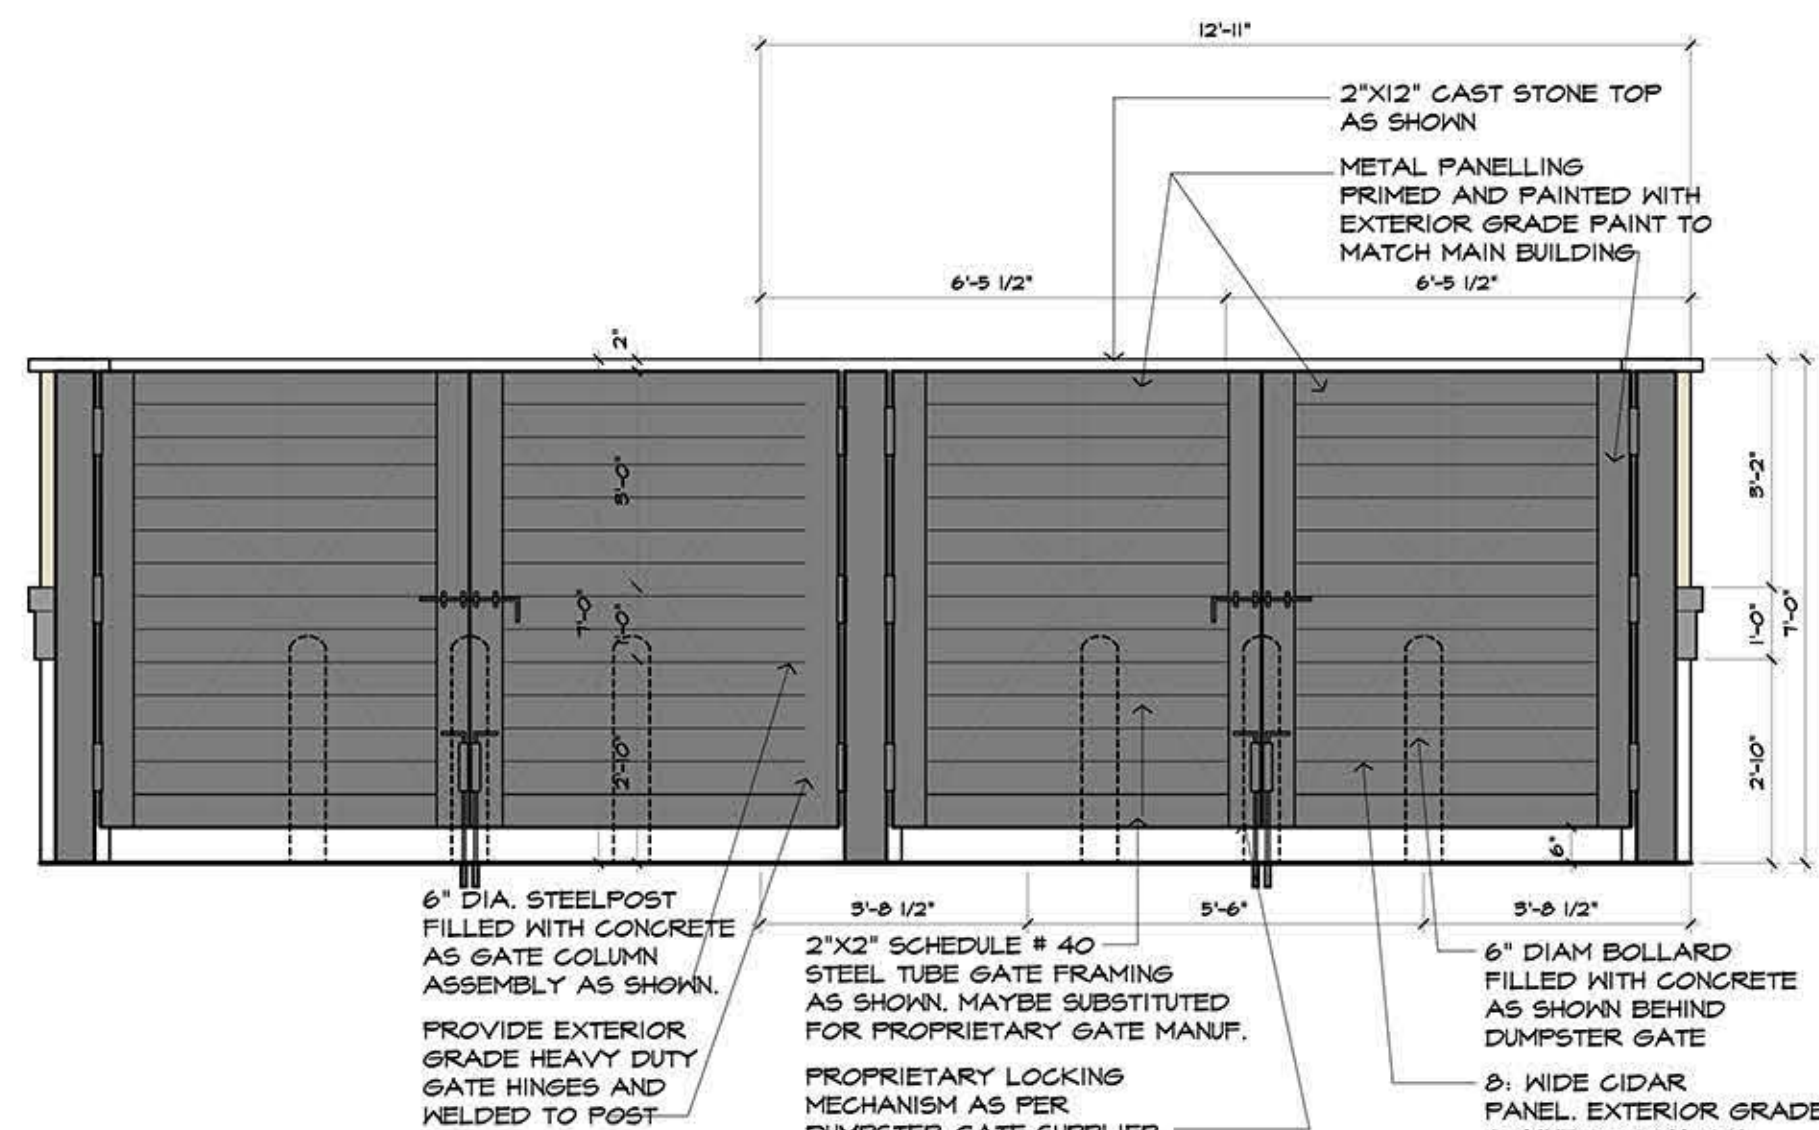 12'-11"
2"X12" CAST STONE TOP
AS SHOWN
METAL PANELLING
PRIMED AND PAINTED WITH
EXTERIOR GRADE PAINT TO
MATCH MAIN BUILDING
6'-5 1/2"
6'-5 1/2"
2"
3'-0"
7'-0"
1'-0"
2'-10"
3'-2"
1'-0"
7'-0"
2'-10"
6"
3'-8 1/2"
5'-6"
3'-8 1/2"
6" DIA. STEELPOST
FILLED WITH CONCRETE
AS GATE COLUMN
ASSEMBLY AS SHOWN.
PROVIDE EXTERIOR
GRADE HEAVY DUTY
GATE HINGES AND
WELDED TO POST
2"X2" SCHEDULE # 40
STEEL TUBE GATE FRAMING
AS SHOWN. MAYBE SUBSTITUTED
FOR PROPRIETARY GATE MANUF.
PROPRIETARY LOCKING
MECHANISM AS PER
DUMPSTER GATE SUPPLIER
6" DIAM BOLLARD
FILLED WITH CONCRETE
AS SHOWN BEHIND
DUMPSTER GATE
8: WIDE CIDAR
PANEL. EXTERIOR GRADE